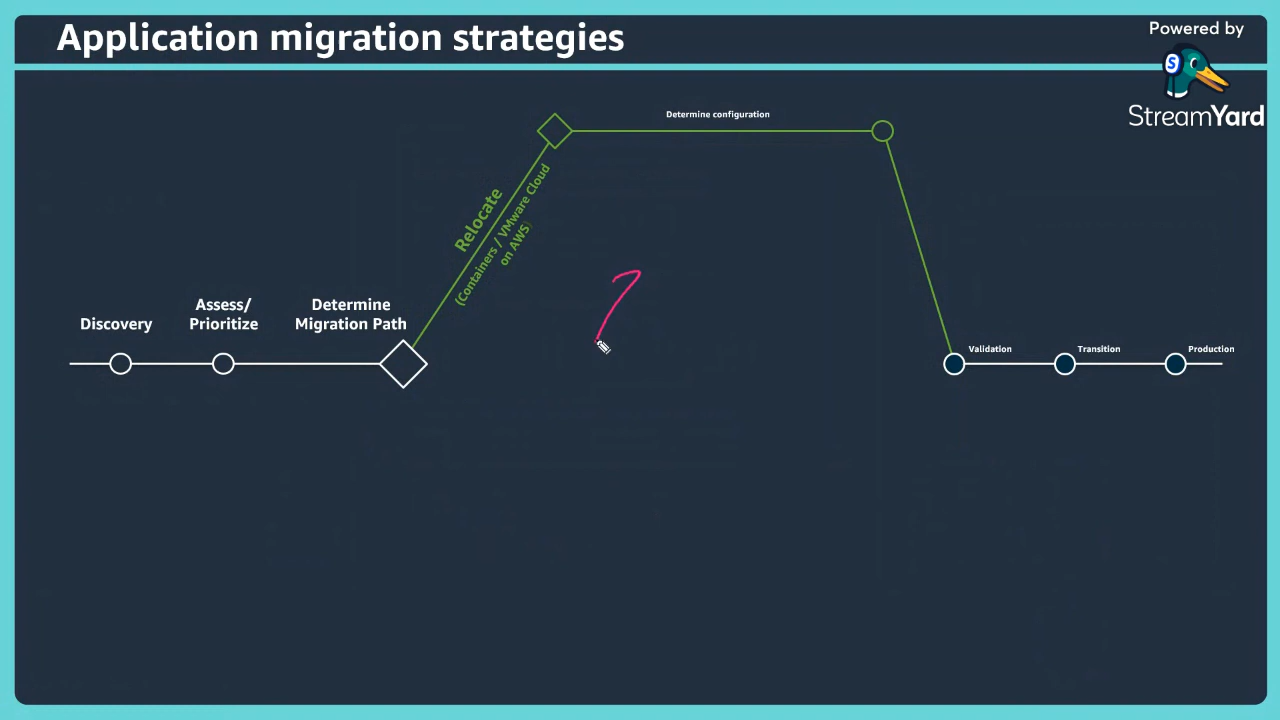 Application migration strategies
Powered by
S
StreamYard
Determine configuration
Relocate
(Containers / VMware Cloud
on AWS)
Discovery
Assess/
Prioritize
Determine
Migration Path
Validation
Transition
Production